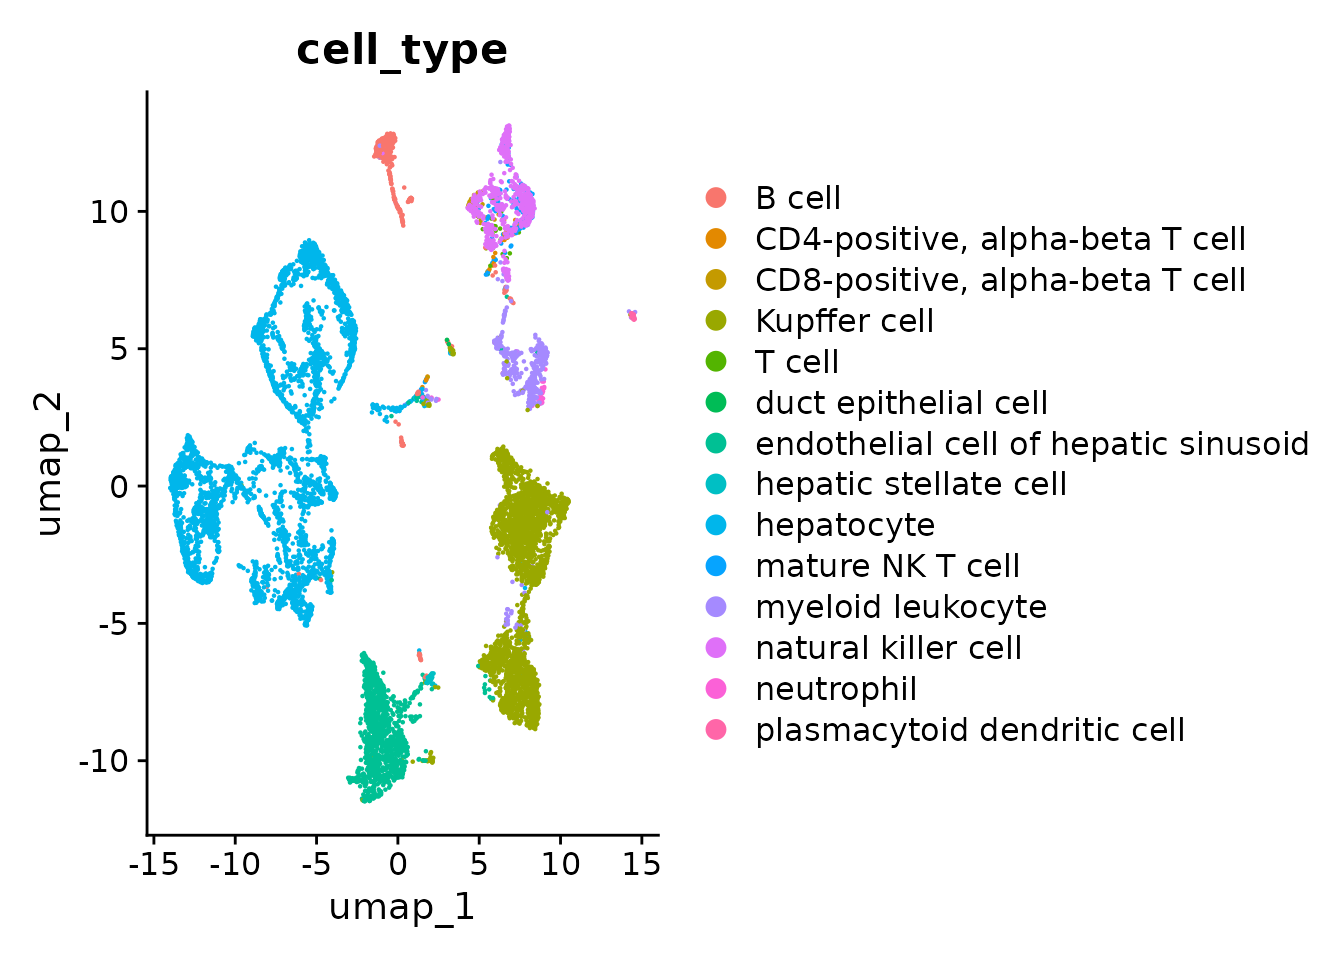 cell_type
10
5
0
-5
-10
umap_2
-15 -10 -5 0 5 10 15
umap_1
B cell
CD4-positive, alpha-beta T cell
CD8-positive, alpha-beta T cell
Kupffer cell
T cell
duct epithelial cell
endothelial cell of hepatic sinusoid
hepatic stellate cell
hepatocyte
mature NK T cell
myeloid leukocyte
natural killer cell
neutrophil
plasmacytoid dendritic cell